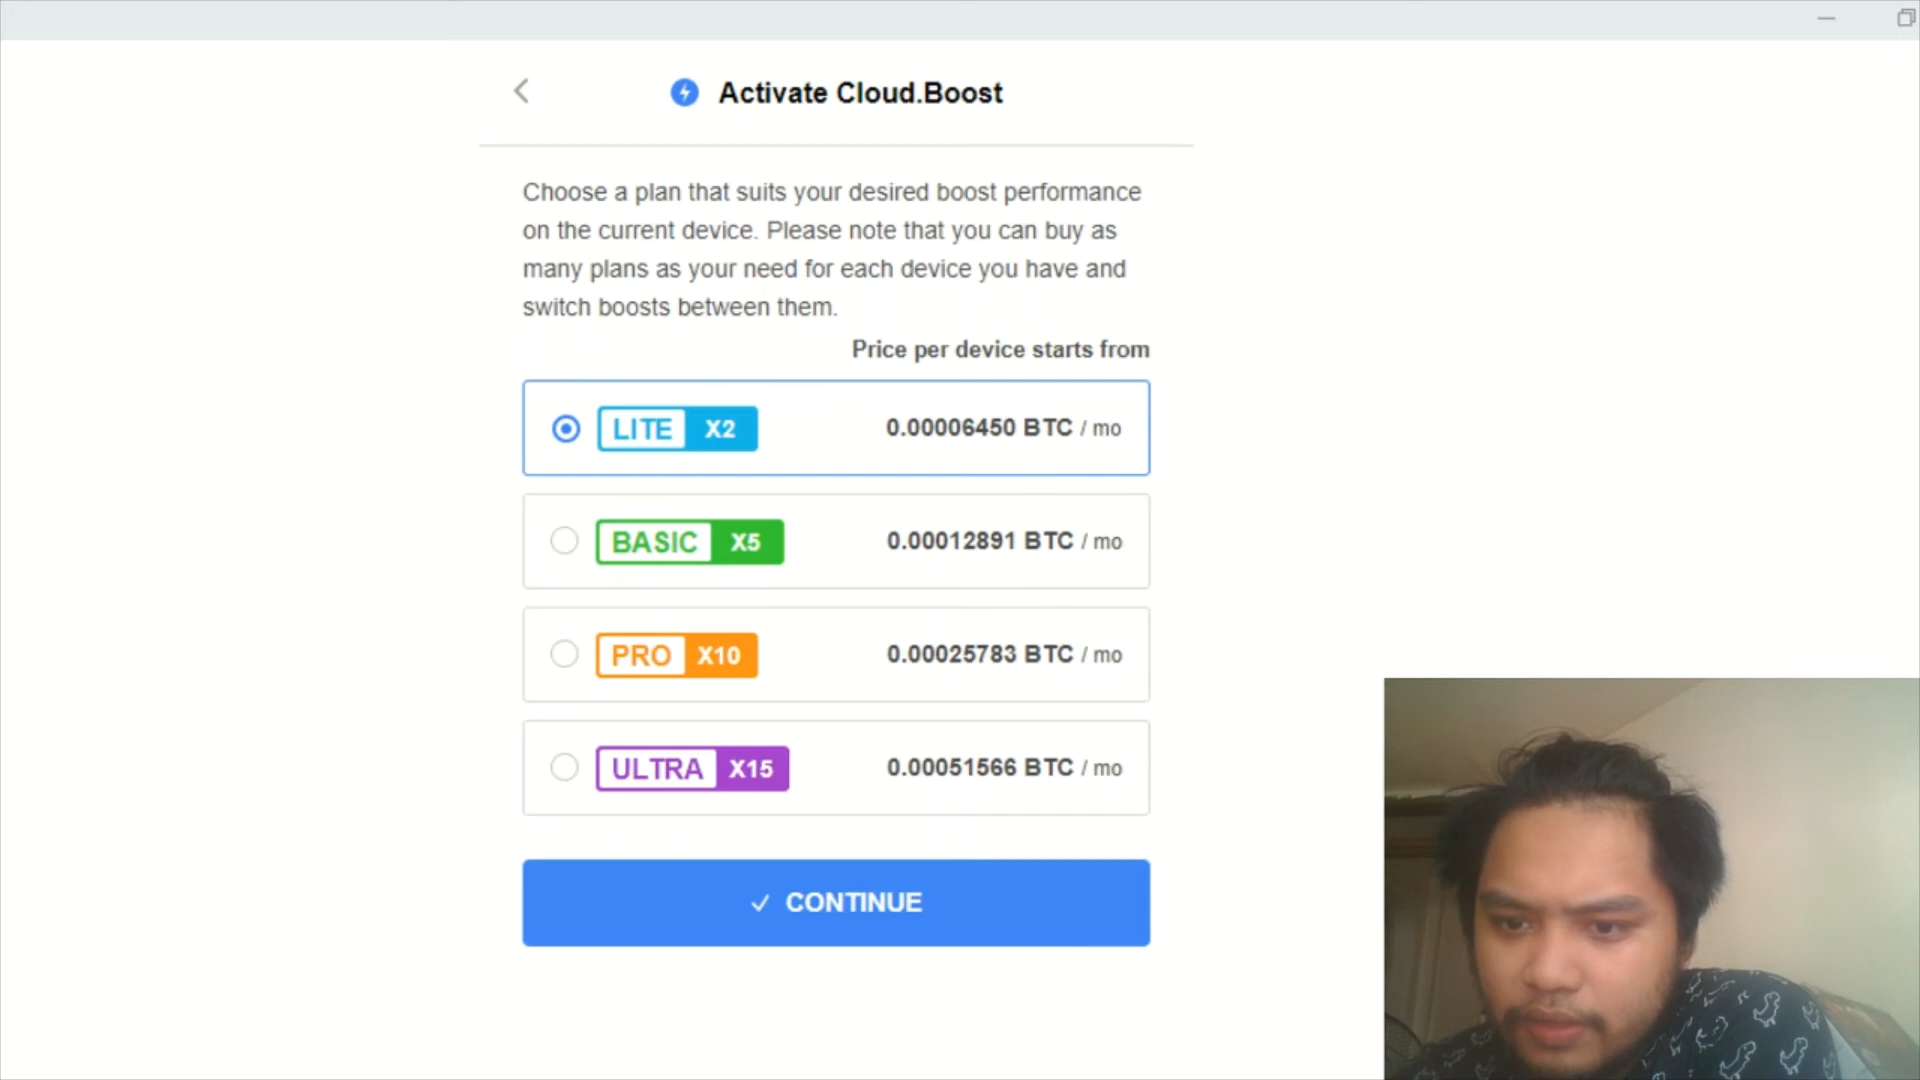 Activate Cloud.Boost
Choose a plan that suits your desired boost performance
on the current device. Please note that you can buy as
many plans as your need for each device you have and
switch boosts between them.
Price per device starts from
LITE X2 0.00006450 BTC / mo
BASIC X5 0.00012891 BTC / mo
PRO X10 0.00025783 BTC / mo
ULTRA X15 0.00051566 BTC / mo
CONTINUE